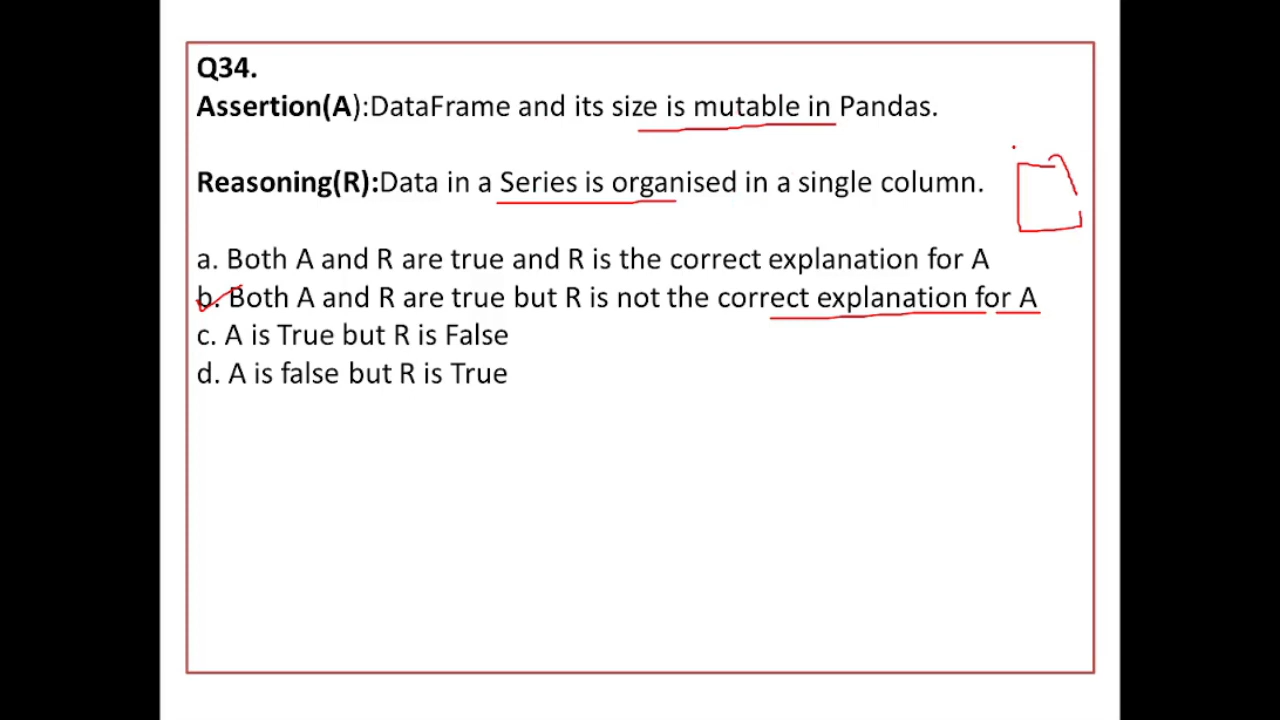 Q34.
Assertion(A):DataFrame and its size is mutable in Pandas.
Reasoning(R):Data in a Series is organised in a single column.
a. Both A and R are true and R is the correct explanation for A
b. Both A and R are true but R is not the correct explanation for A
c. A is True but R is False
d. A is false but R is True